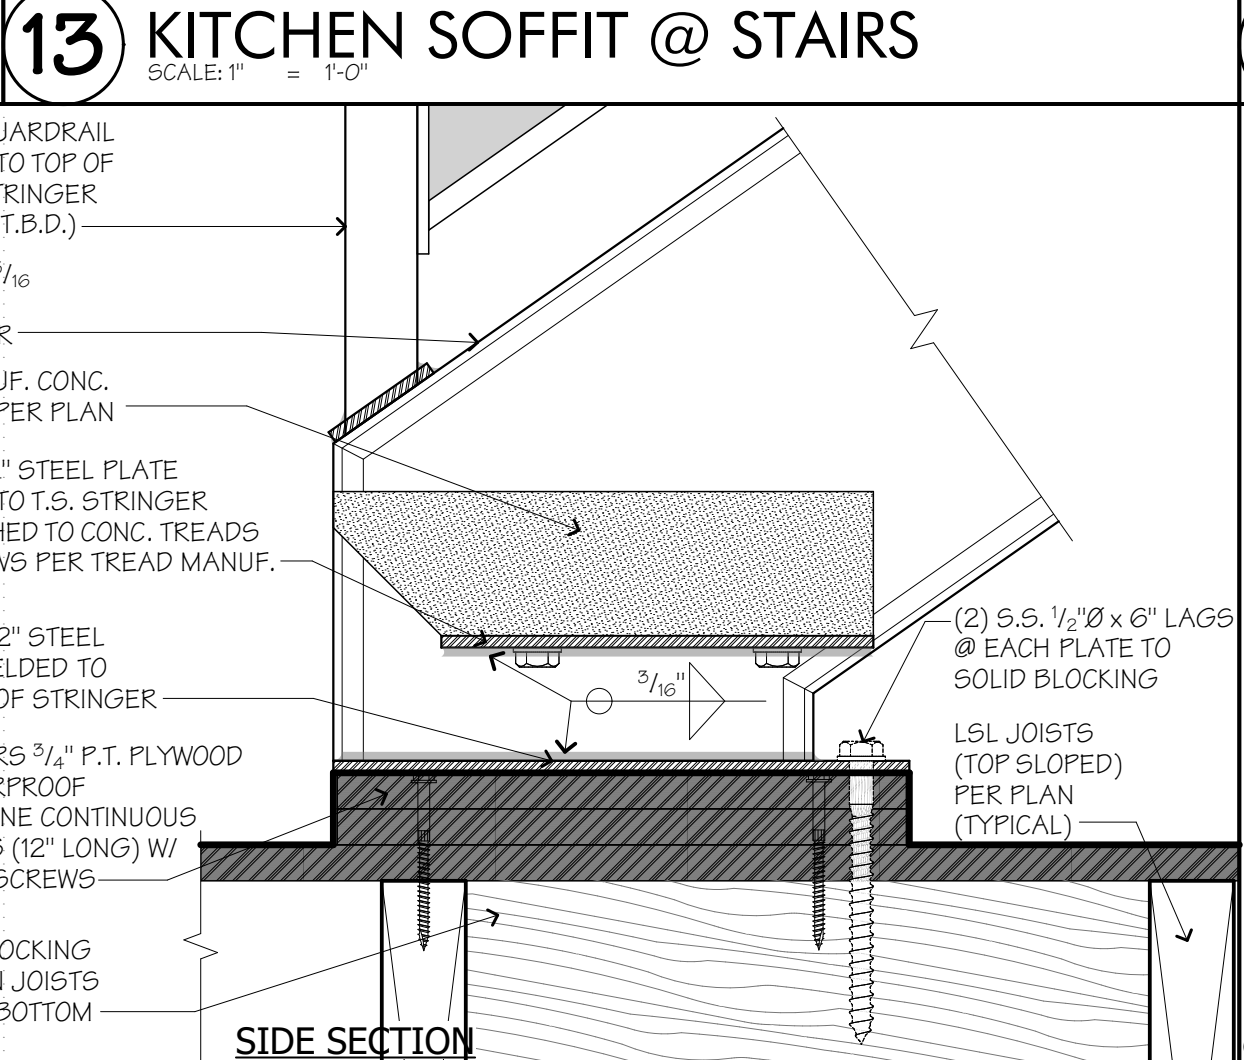 13 KITCHEN SOFFIT @ STAIRS
SCALE: 1" = 1'-0"
UARDRAIL
TO TOP OF
TRINGER
T.B.D.)
3/16
R
UF. CONC.
PER PLAN
" STEEL PLATE
TO T.S. STRINGER
HED TO CONC. TREADS
WS PER TREAD MANUF.
2" STEEL
ELDED TO
OF STRINGER
RS 3/4" P.T. PLYWOOD
RPROOF
NE CONTINUOUS
S (12" LONG) W/
SCREWS
OCKING
N JOISTS
BOTTOM
3/16"
(2) S.S. 1/2"Ø x 6" LAGS
@ EACH PLATE TO
SOLID BLOCKING
LSL JOISTS
(TOP SLOPED)
PER PLAN
(TYPICAL)
SIDE SECTION